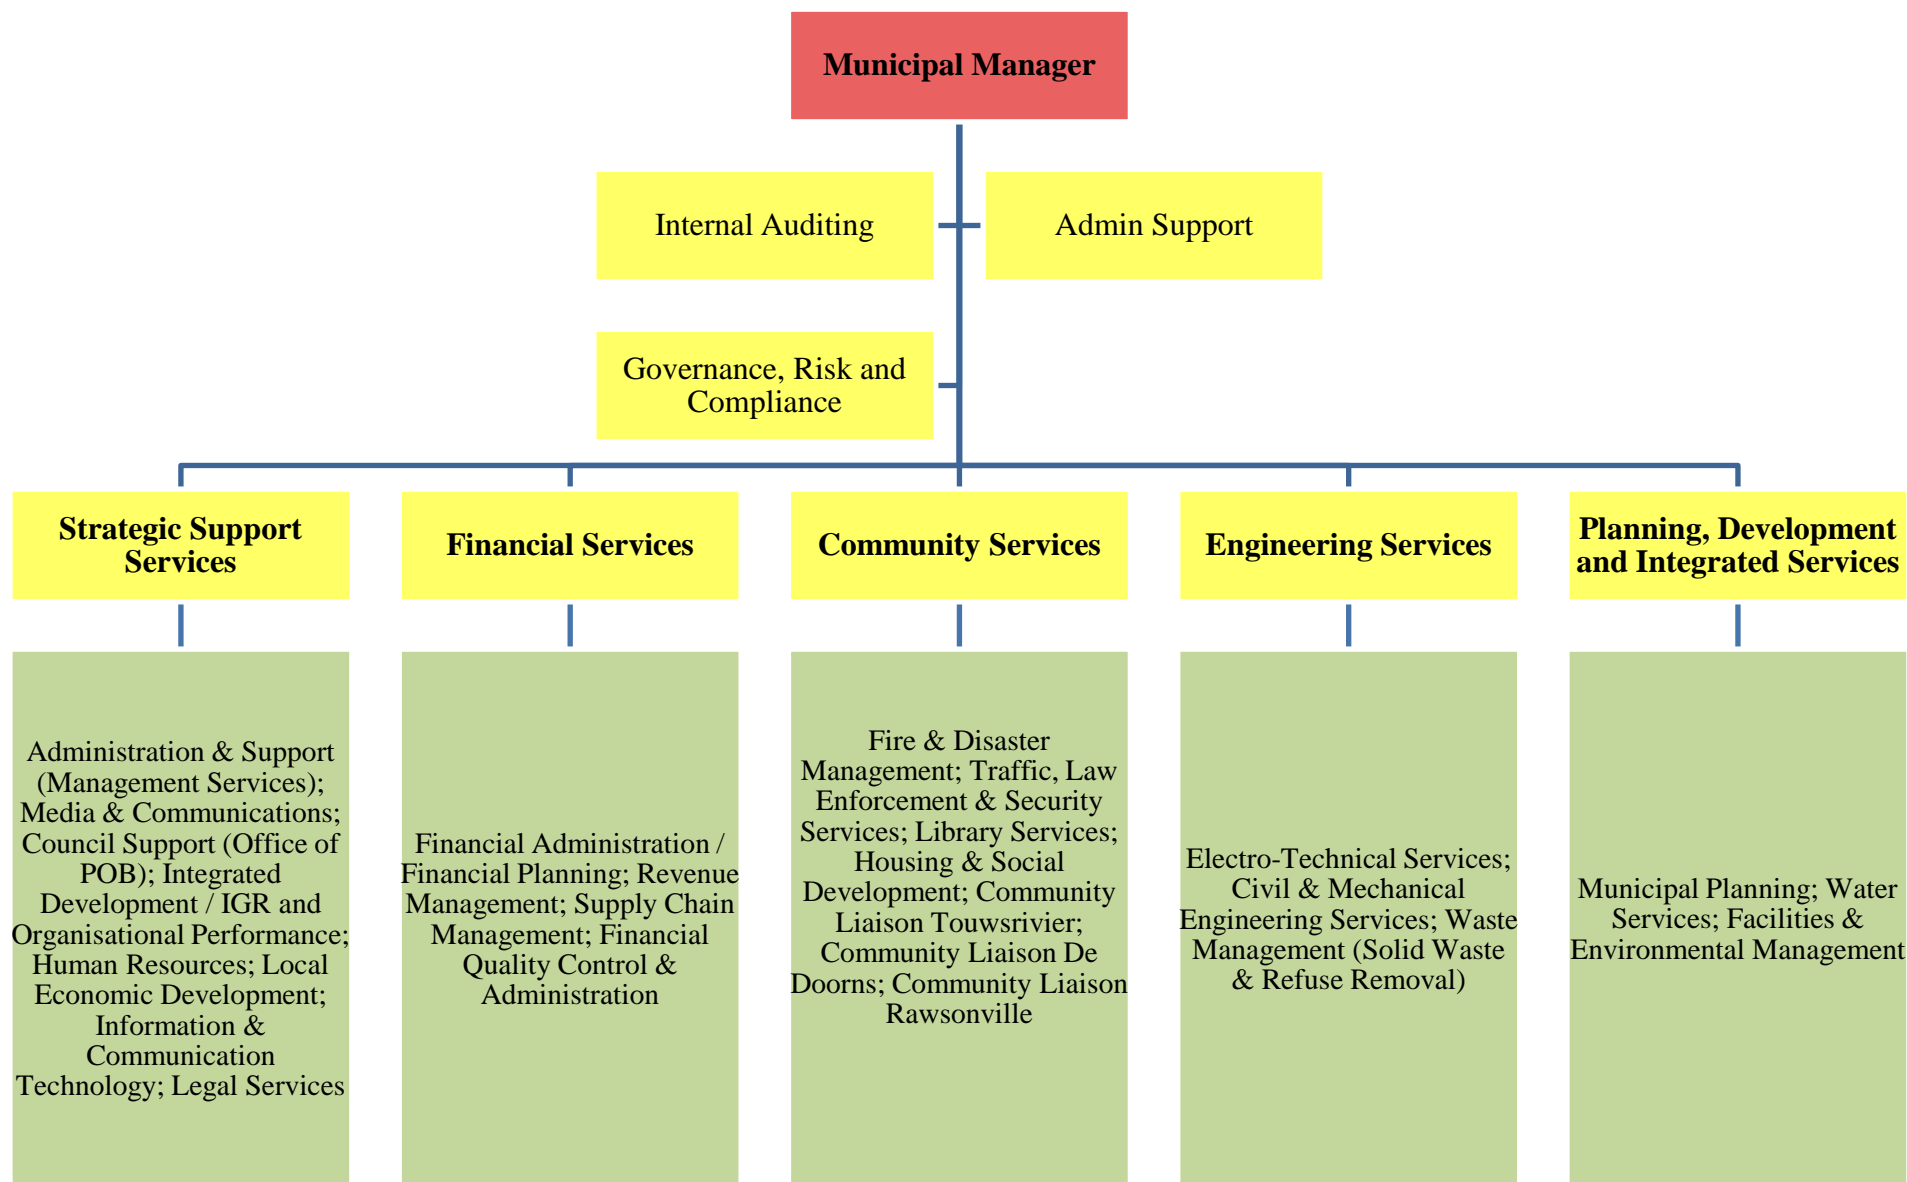 Municipal Manager
Internal Auditing
Admin Support
Governance, Risk and
Compliance
Strategic Support
Services
Financial Services
Community Services
Engineering Services
Planning, Development
and Integrated Services
Administration & Support
(Management Services);
Media & Communications;
Council Support (Office of
POB); Integrated
Development / IGR and
Organisational Performance;
Human Resources; Local
Economic Development;
Information &
Communication
Technology; Legal Services
Financial Administration /
Financial Planning; Revenue
Management; Supply Chain
Management; Financial
Quality Control &
Administration
Fire & Disaster
Management; Traffic, Law
Enforcement & Security
Services; Library Services;
Housing & Social
Development; Community
Liaison Touwsrivier;
Community Liaison De
Doorns; Community Liaison
Rawsonville
Electro-Technical Services;
Civil & Mechanical
Engineering Services; Waste
Management (Solid Waste
& Refuse Removal)
Municipal Planning; Water
Services; Facilities &
Environmental Management